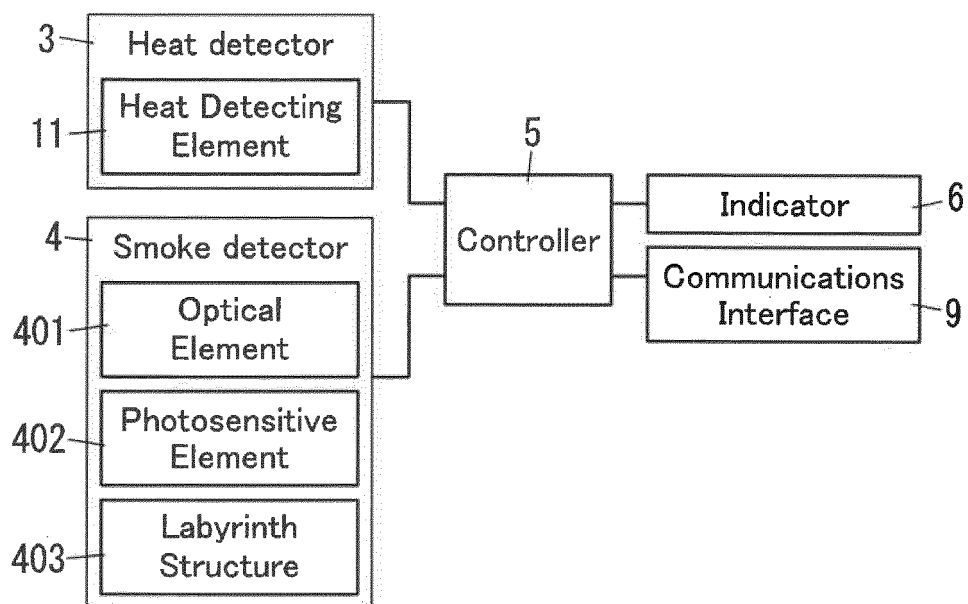 3
Heat detector
11
Heat Detecting
Element
4
Smoke detector
401
Optical
Element
402
Photosensitive
Element
403
Labyrinth
Structure
5
Controller
Indicator
6
Communications
Interface
9